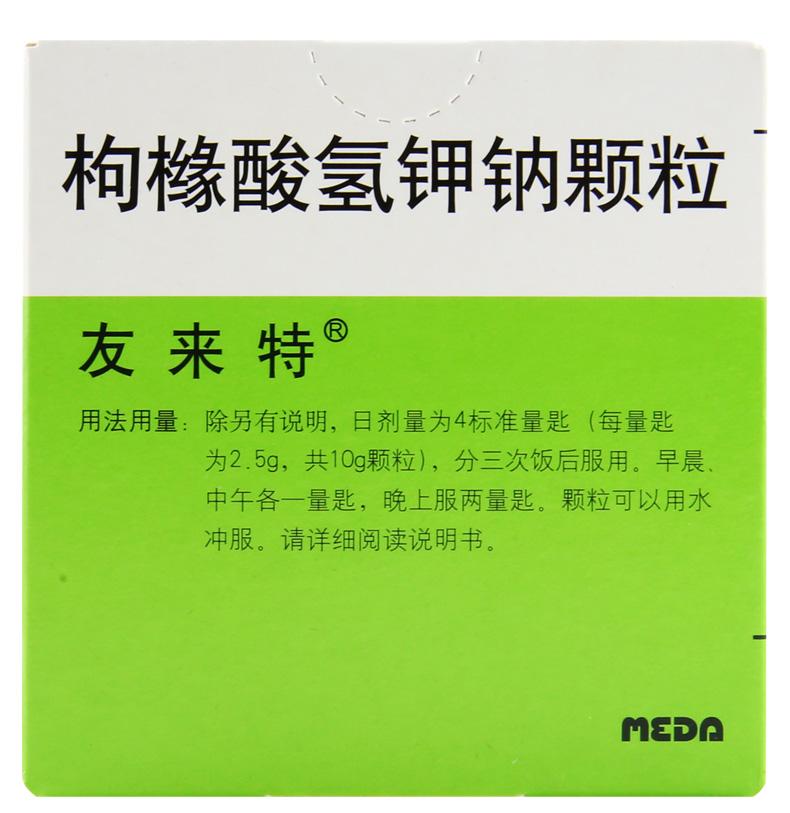 枸橼酸氢钾钠颗粒
友来特®
用法用量：除另有说明，日剂量为4标准量匙（每量匙
为2.5g，共10g颗粒），分三次饭后服用。早晨、
中午各一量匙，晚上服两量匙。颗粒可以用水
冲服。请详细阅读说明书。
MEDA